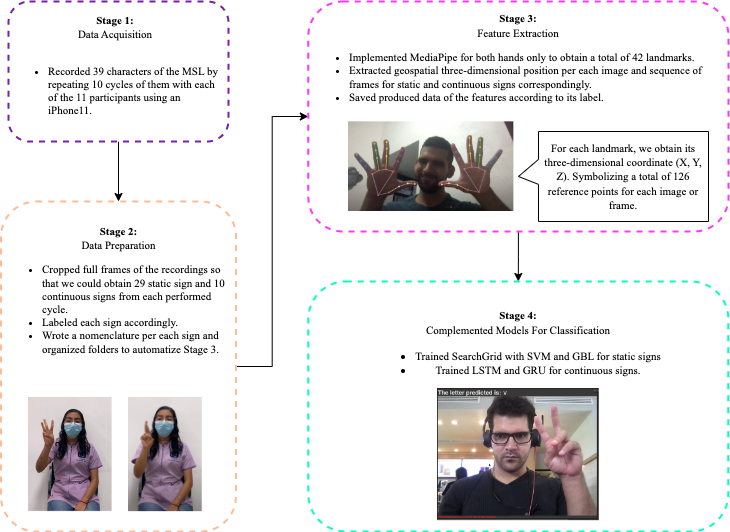 Stage 1:
Data Acquisition
• Recorded 39 characters of the MSL by
repeating 10 cycles of them with each
of the 11 participants using an
iPhone11.
Stage 2:
Data Preparation
• Cropped full frames of the recordings so
that we could obtain 29 static sign and 10
continuous signs from each performed
cycle.
• Labeled each sign accordingly.
• Wrote a nomenclature per each sign and
organized folders to automatize Stage 3.
Stage 3:
Feature Extraction
• Implemented MediaPipe for both hands only to obtain a total of 42 landmarks.
• Extracted geospatial three-dimensional position per each image and sequence of
frames for static and continuous signs correspondingly.
• Saved produced data of the features according to its label.
For each landmark, we obtain its
three-dimensional coordinate (X, Y,
Z). Symbolizing a total of 126
reference points for each image or
frame.
Stage 4:
Complemented Models For Classification
• Trained SearchGrid with SVM and GBL for static signs
• Trained LSTM and GRU for continuous signs.
The letter predicted is: v